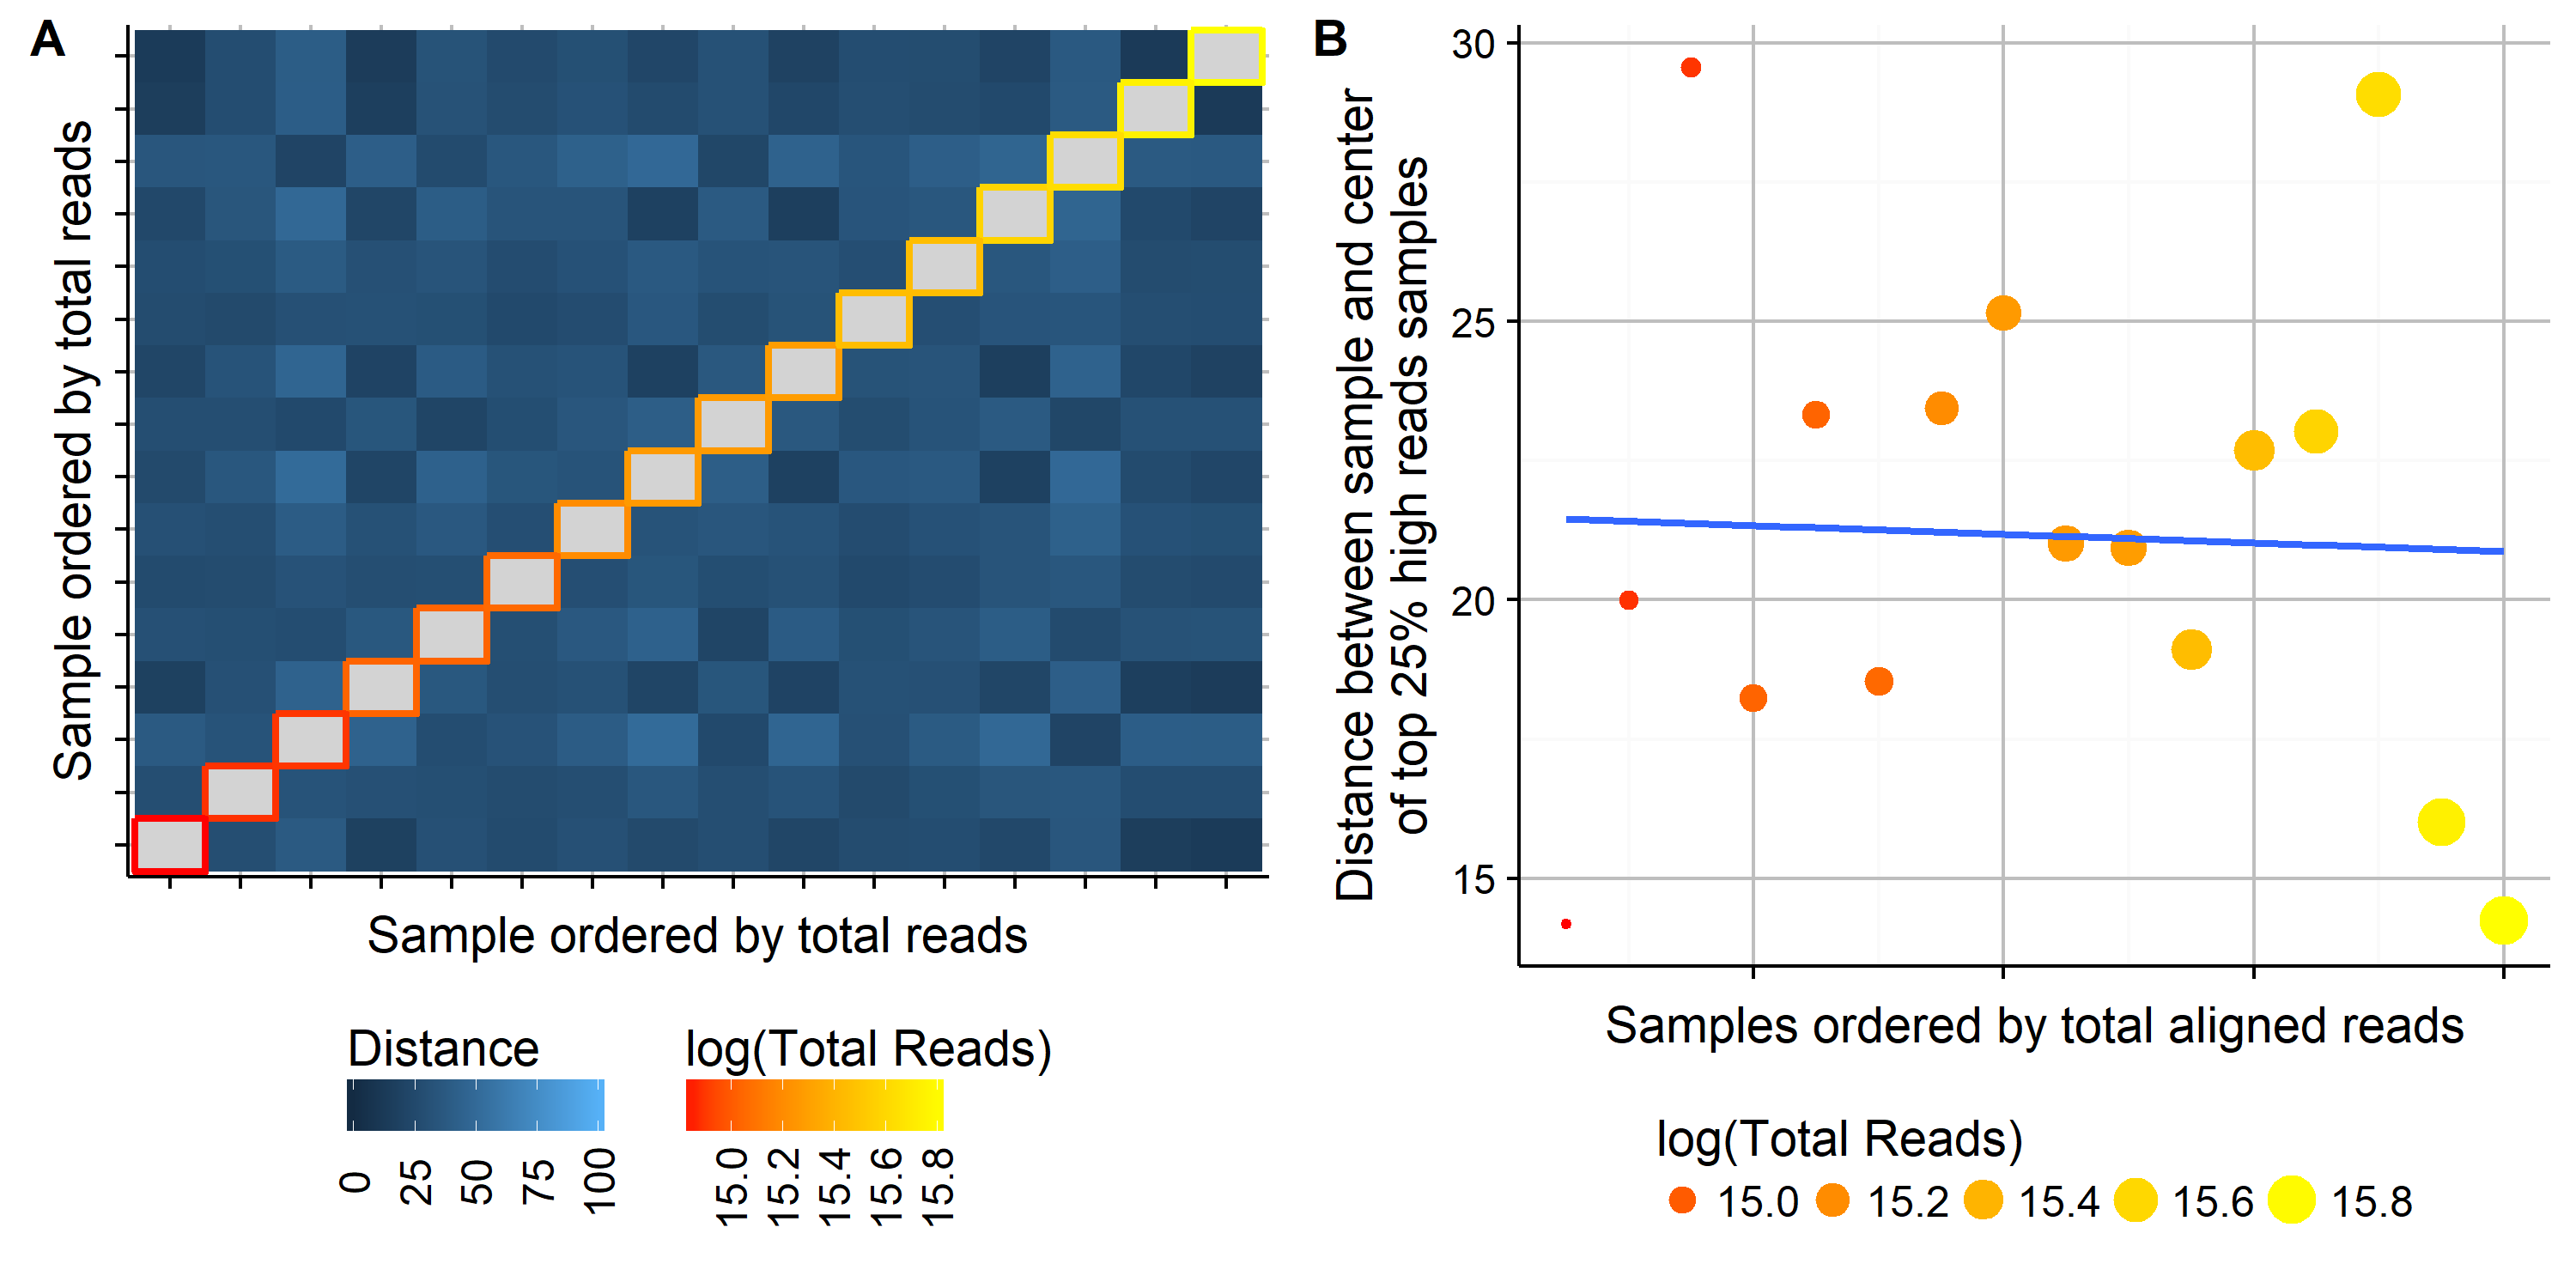 A
Sample ordered by total reads
Sample ordered by total reads
Distance
0
25
50
75
100
log(Total Reads)
15.0
15.2
15.4
15.6
15.8
B
Distance between sample and center
of top 25% high reads samples
30
25
20
15
Samples ordered by total aligned reads
log(Total Reads)
15.0 15.2 15.4 15.6 15.8